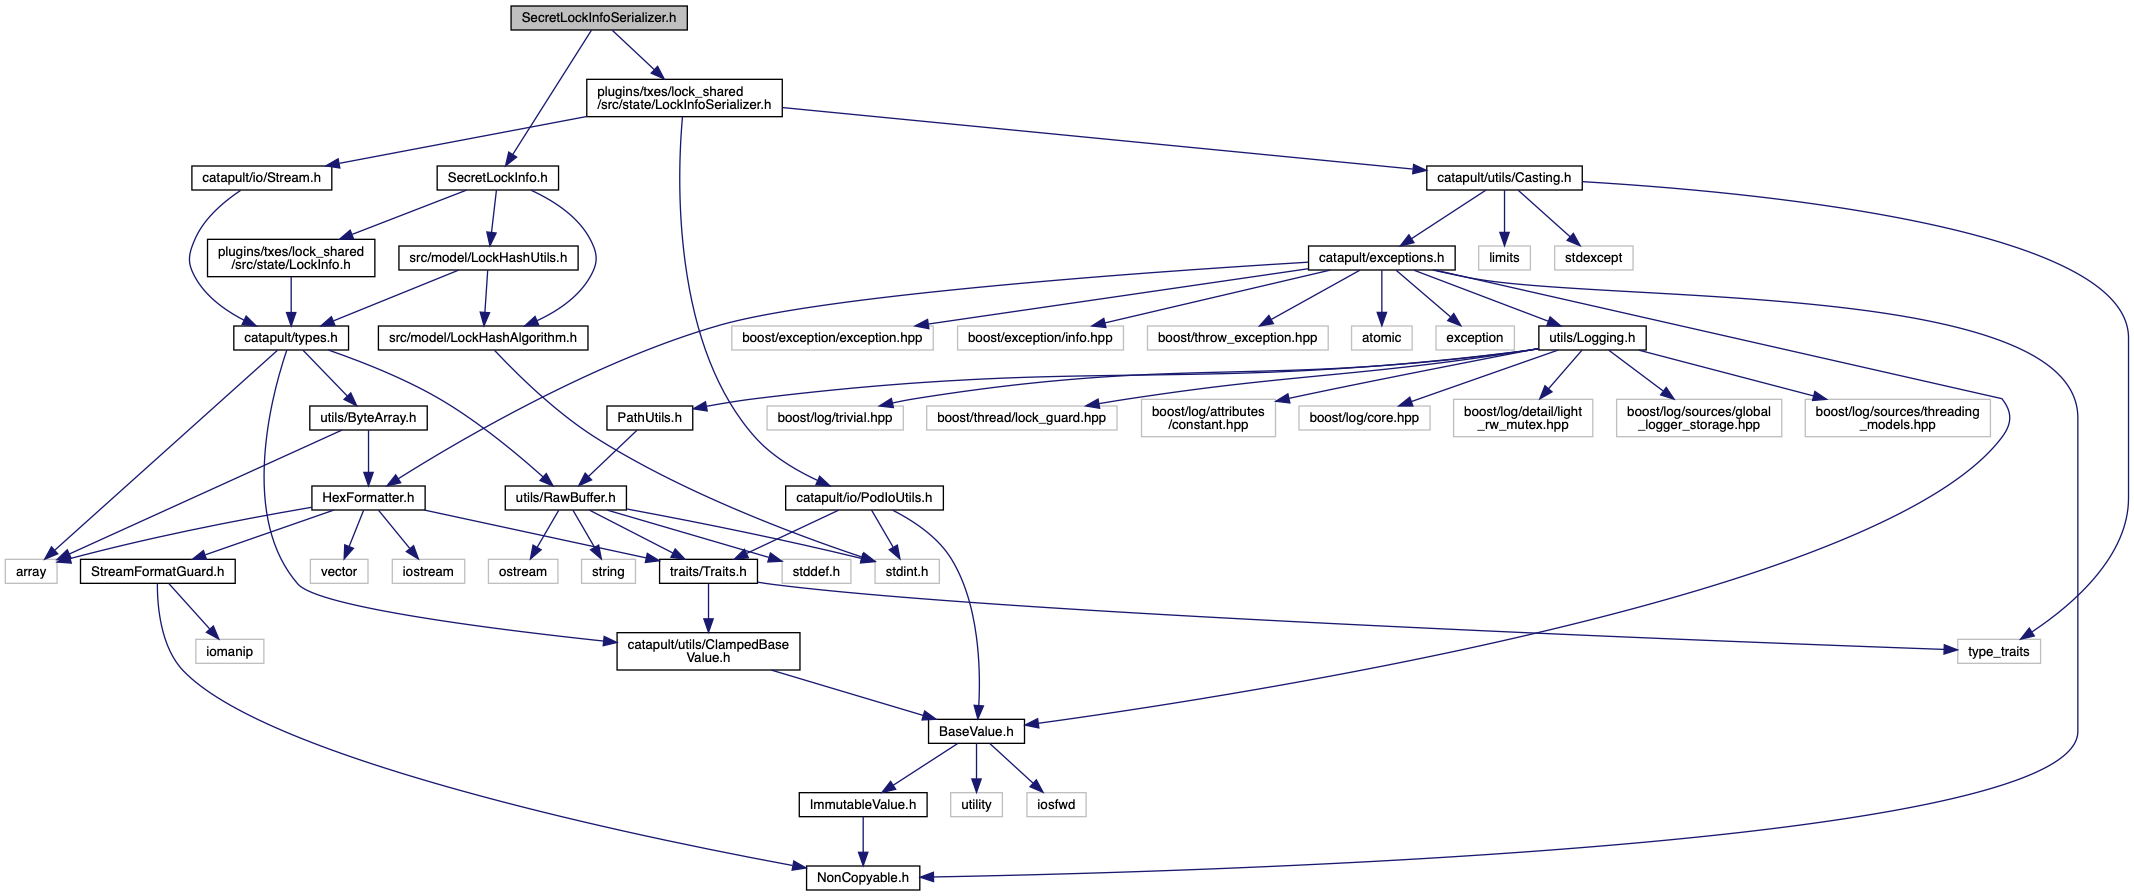 SecretLockInfoSerializer.h
plugins/txes/lock_shared
/src/state/LockInfoSerializer.h
catapult/io/Stream.h
SecretLockInfo.h
catapult/utils/Casting.h
plugins/txes/lock_shared
/src/state/LockInfo.h
src/model/LockHashUtils.h
catapult/exceptions.h
limits
stdexcept
catapult/types.h
src/model/LockHashAlgorithm.h
boost/exception/exception.hpp
boost/exception/info.hpp
boost/throw_exception.hpp
atomic
exception
utils/Logging.h
utils/ByteArray.h
PathUtils.h
boost/log/trivial.hpp
boost/thread/lock_guard.hpp
boost/log/attributes
/constant.hpp
boost/log/core.hpp
boost/log/detail/light
_rw_mutex.hpp
boost/log/sources/global
_logger_storage.hpp
boost/log/sources/threading
_models.hpp
HexFormatter.h
utils/RawBuffer.h
catapult/io/PodIoUtils.h
array
StreamFormatGuard.h
vector
iostream
ostream
string
traits/Traits.h
stddef.h
stdint.h
iomanip
catapult/utils/ClampedBase
Value.h
type_traits
BaseValue.h
ImmutableValue.h
utility
iosfwd
NonCopyable.h